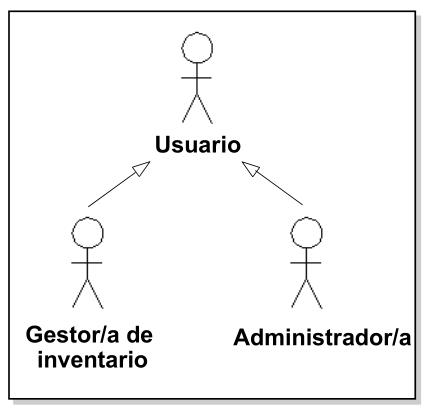 Usuario
Gestor/a de
inventario
Administrador/a